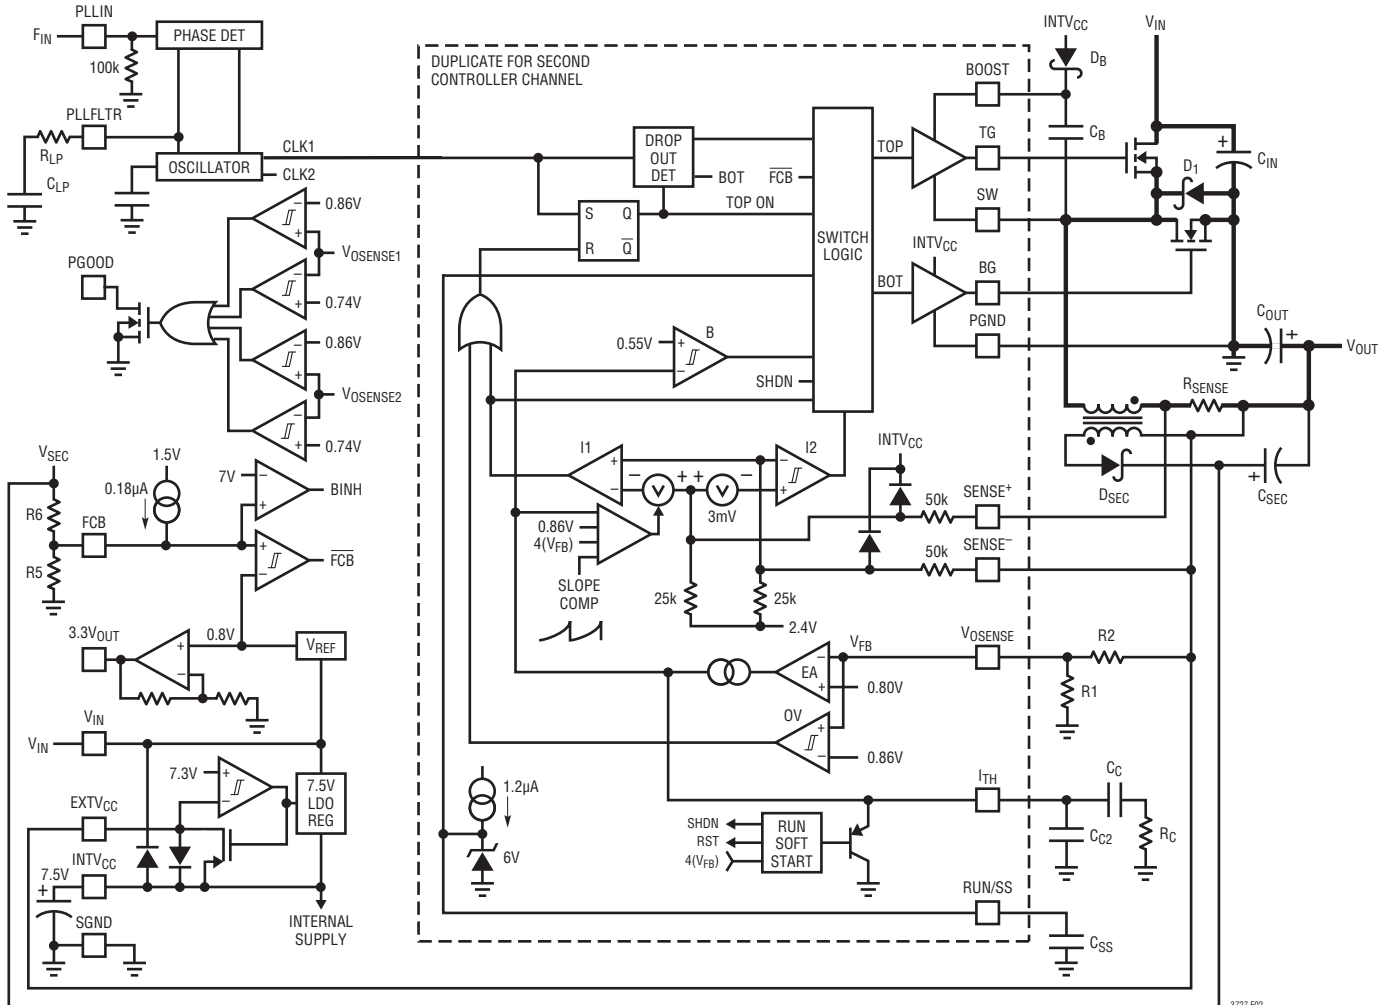 PLLIN
F_IN
PHASE DET
100k
PLLFLTR
R_LP
C_LP
OSCILLATOR
CLK1
CLK2
0.86V
V_OSENSE1
0.74V
0.86V
V_OSENSE2
0.74V
PGOOD
V_SEC
1.5V
0.18µA
7V
BINH
R6
FCB
R5
F̅C̅B̅
3.3V_OUT
0.8V
V_REF
V_IN
V_IN
7.3V
7.5V
LDO
REG
EXTV_CC
INTV_CC
7.5V
+
SGND
INTERNAL
SUPPLY
DUPLICATE FOR SECOND
CONTROLLER CHANNEL
DROP
OUT
DET
BOT
F̅C̅B̅
TOP ON
S Q
R Q̅
SWITCH
LOGIC
TOP
BOT
INTV_CC
B
0.55V
SHDN
I1
I2
INTV_CC
3mV
0.86V
4(V_FB)
SLOPE
COMP
25k
25k
2.4V
50k
50k
V_FB
EA
0.80V
OV
0.86V
1.2µA
6V
SHDN
RST
4(V_FB)
RUN
SOFT
START
BOOST
TG
SW
BG
PGND
SENSE+
SENSE−
V_OSENSE
I_TH
RUN/SS
INTV_CC
V_IN
D_B
C_B
D_1
+
C_IN
C_OUT
+
V_OUT
R_SENSE
D_SEC
+
C_SEC
R2
R1
C_C
C_C2
R_C
C_SS
3727 F02